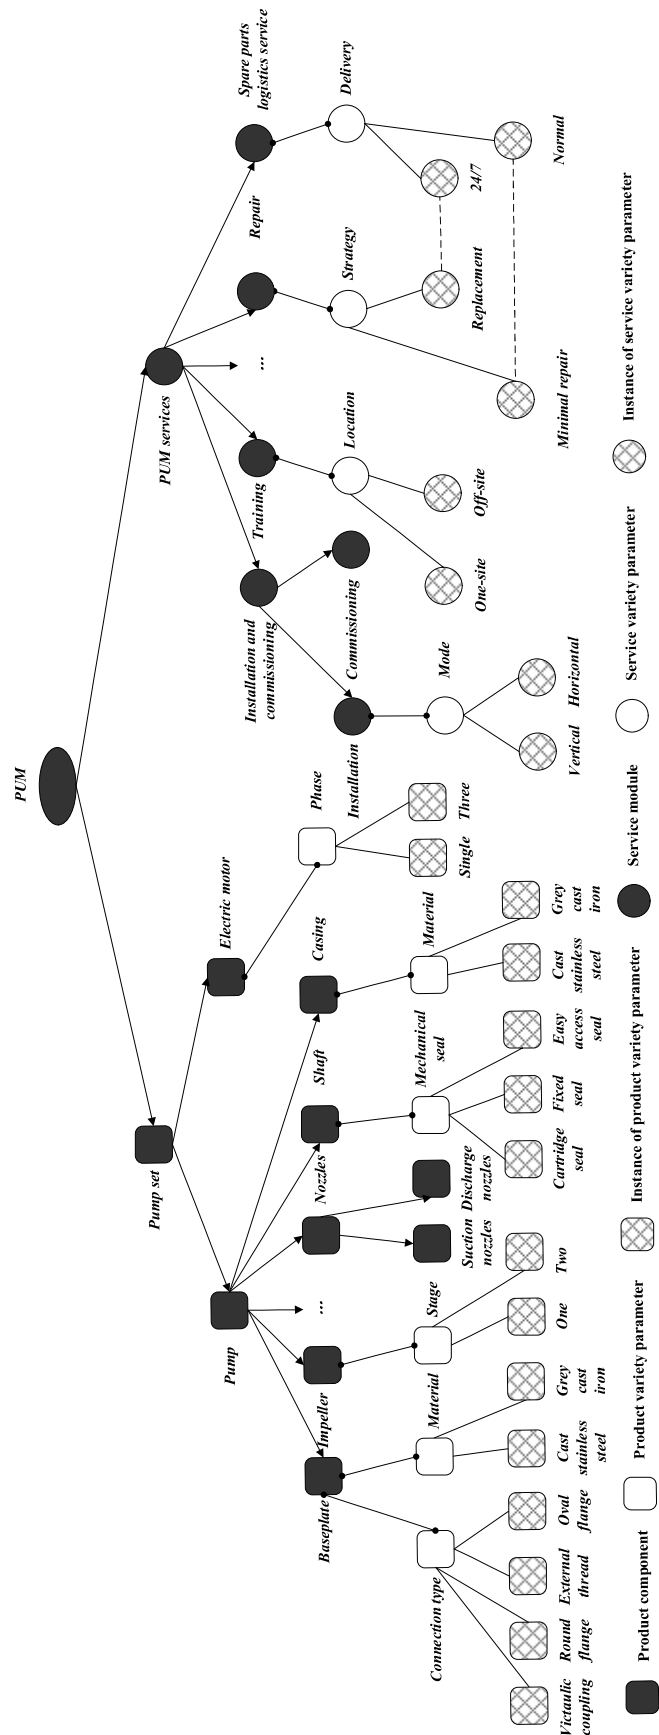 PUM
Pump set
PUM services
Pump
Electric motor
Installation and
commissioning
Training
...
Repair
Spare parts
logistics service
Baseplate
Impeller
...
Nozzles
Shaft
Casing
Phase
Installation
Commissioning
Location
Strategy
Delivery
Connection type
Material
Stage
Suction
nozzles
Discharge
nozzles
Mechanical
seal
Material
Single
Three
Mode
One-site
Off-site
Replacement
24/7
Victaulic
coupling
Round
flange
External
thread
Oval
flange
Cast
stainless
steel
Grey
cast
iron
One
Two
Cartridge
seal
Fixed
seal
Easy
access
seal
Cast
stainless
steel
Grey
cast
iron
Vertical
Horizontal
Minimal repair
Normal
Product component
Product variety parameter
Instance of product variety parameter
Service module
Service variety parameter
Instance of service variety parameter